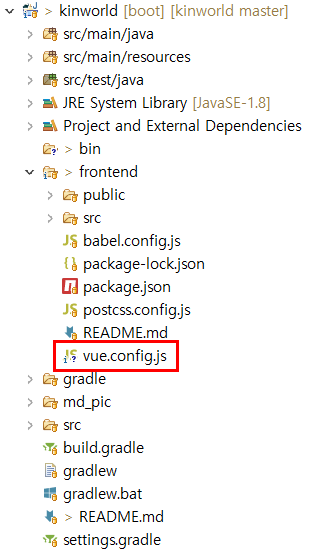 > kinworld [boot] [kinworld master]
src/main/java
src/main/resources
src/test/java
JRE System Library [JavaSE-1.8]
Project and External Dependencies
> bin
> frontend
public
src
babel.config.js
package-lock.json
package.json
postcss.config.js
README.md
vue.config.js
gradle
md_pic
src
build.gradle
gradlew
gradlew.bat
> README.md
settings.gradle